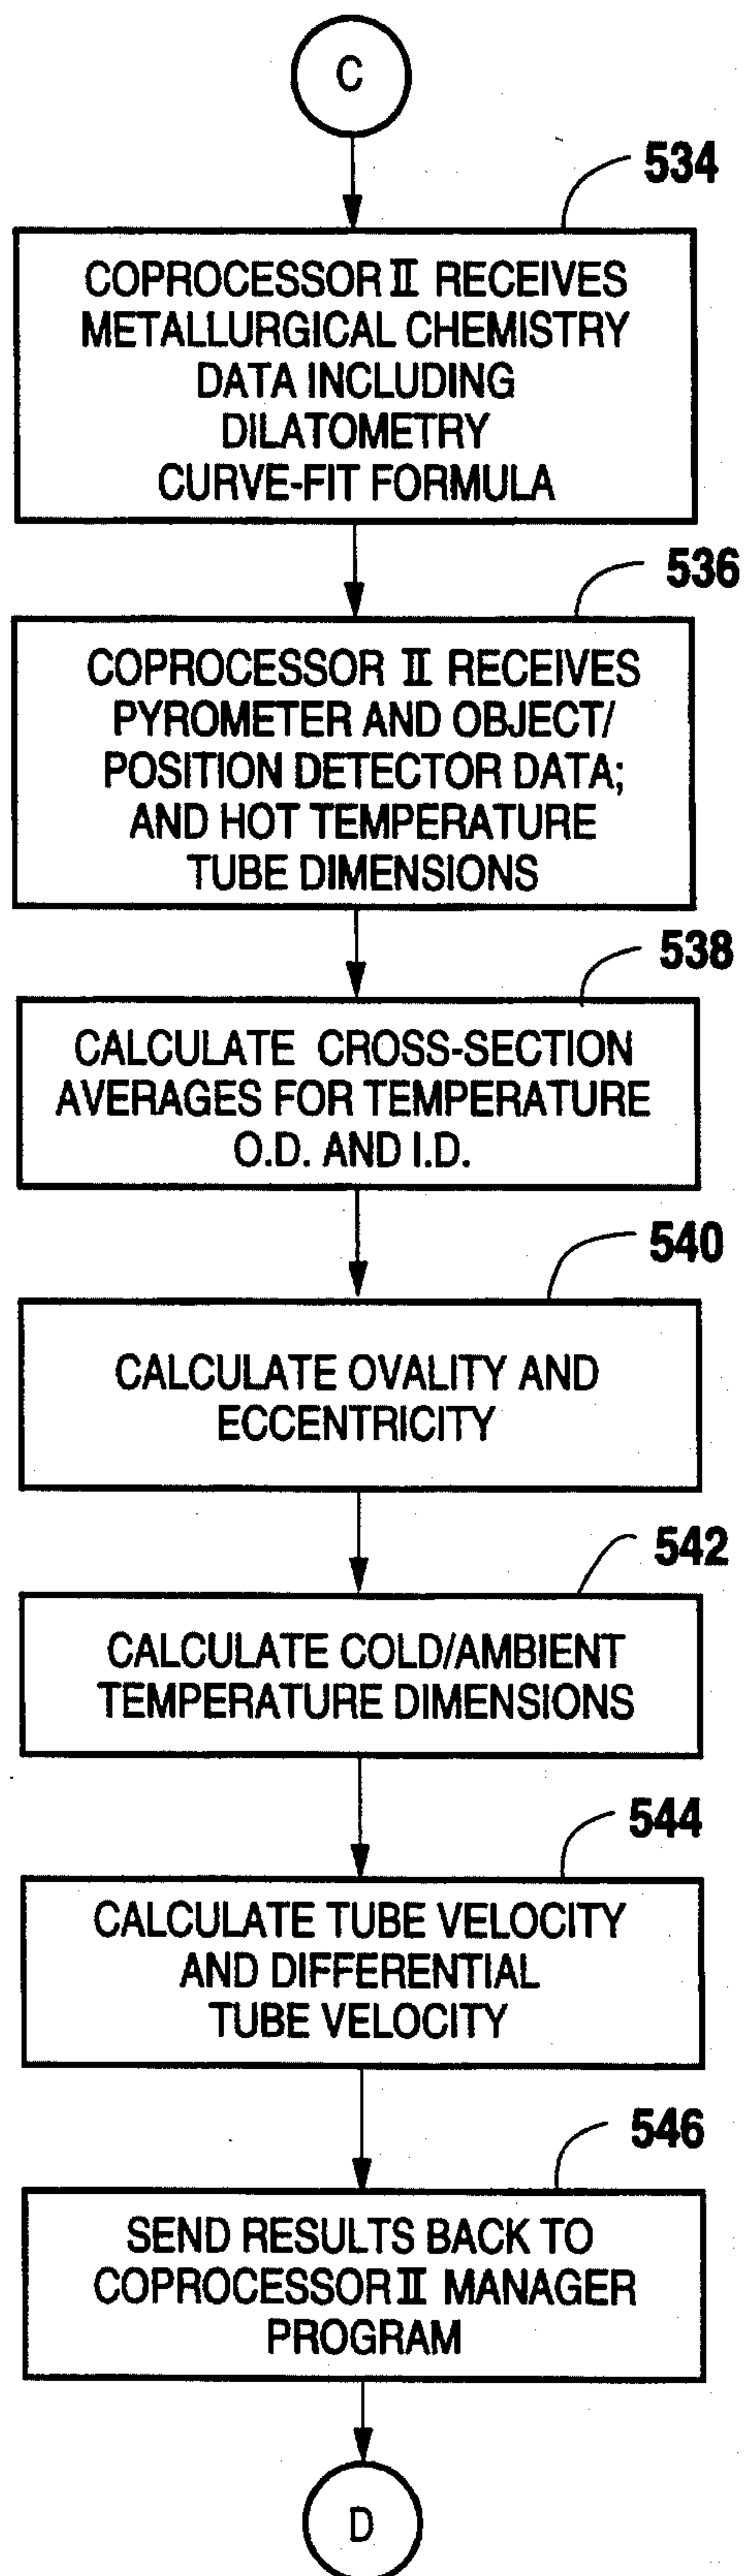 C
534
COPROCESSOR II RECEIVES
METALLURGICAL CHEMISTRY
DATA INCLUDING
DILATOMETRY
CURVE-FIT FORMULA
536
COPROCESSOR II RECEIVES
PYROMETER AND OBJECT/
POSITION DETECTOR DATA;
AND HOT TEMPERATURE
TUBE DIMENSIONS
538
CALCULATE CROSS-SECTION
AVERAGES FOR TEMPERATURE
O.D. AND I.D.
540
CALCULATE OVALITY AND
ECCENTRICITY
542
CALCULATE COLD/AMBIENT
TEMPERATURE DIMENSIONS
544
CALCULATE TUBE VELOCITY
AND DIFFERENTIAL
TUBE VELOCITY
546
SEND RESULTS BACK TO
COPROCESSOR II MANAGER
PROGRAM
D